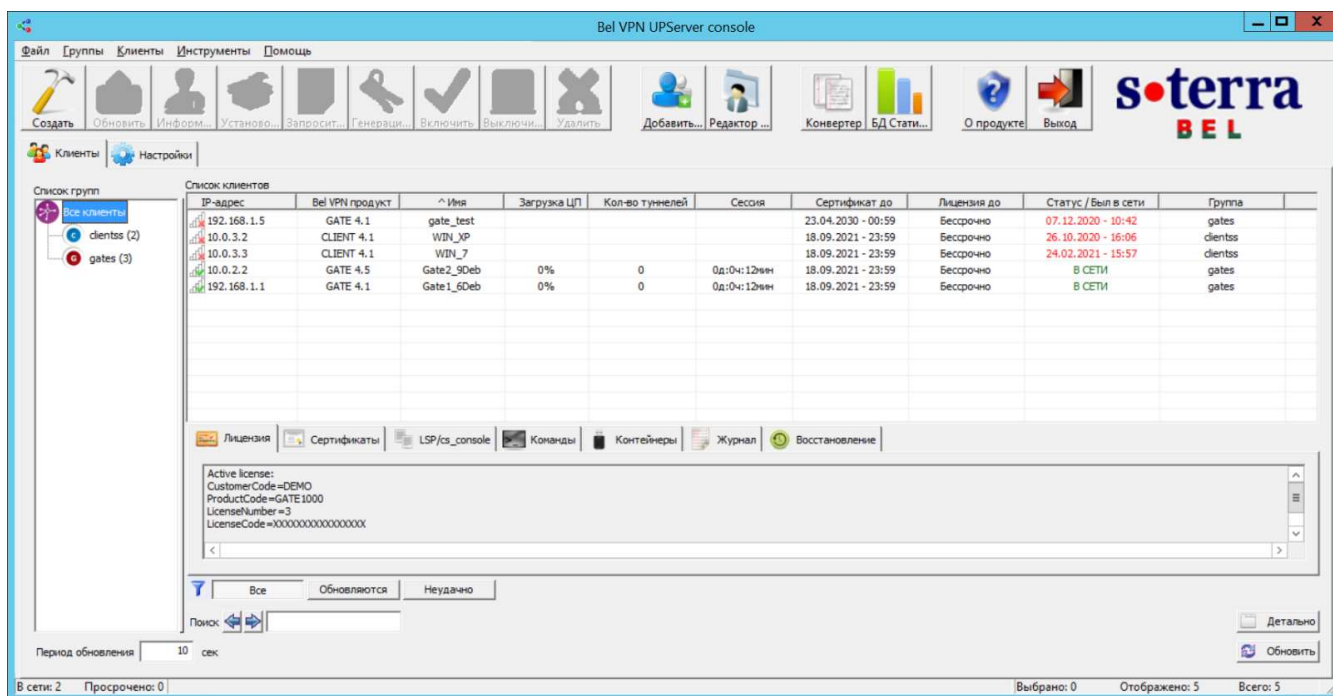 Bel VPN UPServer console
Файл Группы Клиенты Инструменты Помощь
Создать Обновить Информ... Установо... Запросит... Генераци... Включить Выключи... Удалить Добавить... Редактор ... Конвертер БД Стати... О продукте Выход
s•terra
BEL
Клиенты Настройки
Список групп
Все клиенты
clientss (2)
gates (3)
Список клиентов
IP-адрес Bel VPN продукт ^ Имя Загрузка ЦП Кол-во туннелей Сессия Сертификат до Лицензия до Статус / Был в сети Группа
192.168.1.5 GATE 4.1 gate_test 23.04.2030 - 00:59 Бессрочно 07.12.2020 - 10:42 gates
10.0.3.2 CLIENT 4.1 WIN_XP 18.09.2021 - 23:59 Бессрочно 26.10.2020 - 16:06 clientss
10.0.3.3 CLIENT 4.1 WIN_7 18.09.2021 - 23:59 Бессрочно 24.02.2021 - 15:57 clientss
10.0.2.2 GATE 4.5 Gate2_9Deb 0% 0 0д:0ч:12мин 18.09.2021 - 23:59 Бессрочно В СЕТИ gates
192.168.1.1 GATE 4.1 Gate1_6Deb 0% 0 0д:0ч:12мин 18.09.2021 - 23:59 Бессрочно В СЕТИ gates
Лицензия Сертификаты LSP/cs_console Команды Контейнеры Журнал Восстановление
Active license:
CustomerCode=DEMO
ProductCode=GATE1000
LicenseNumber=3
LicenseCode=XXXXXXXXXXXXXXXX
Все Обновляются Неудачно
Поиск
Детально
Период обновления 10 сек
Обновить
В сети: 2 Просрочено: 0 Выбрано: 0 Отображено: 5 Всего: 5